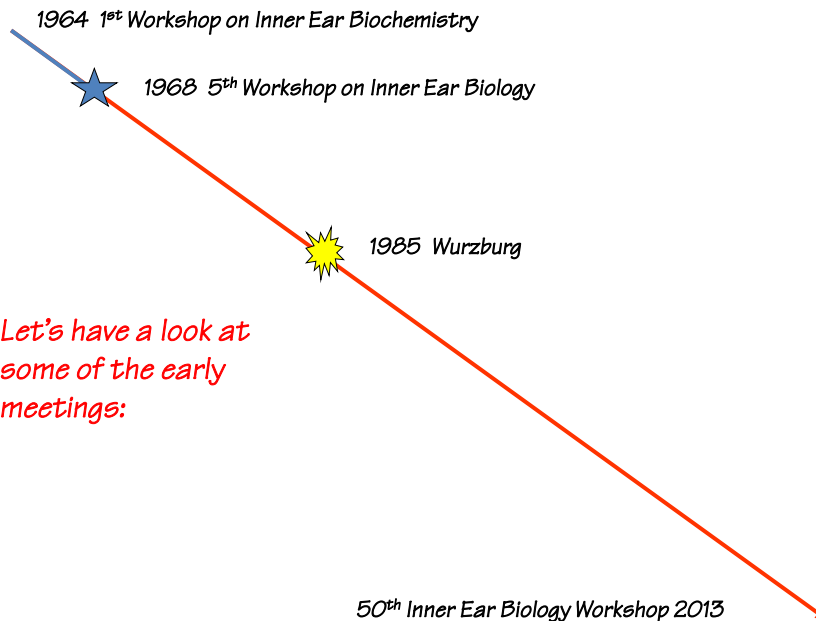 1964 1st Workshop on Inner Ear Biochemistry
1968 5th Workshop on Inner Ear Biology
1985 Wurzburg
Let's have a look at
some of the early
meetings:
50th Inner Ear Biology Workshop 2013